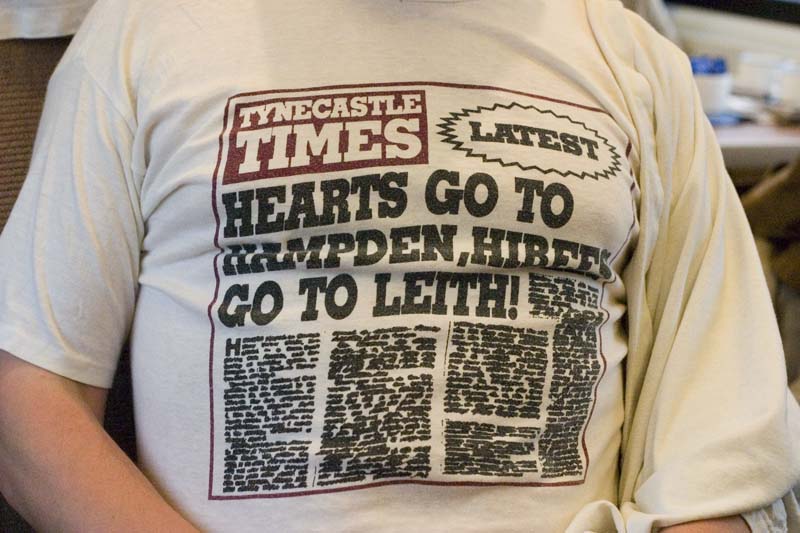 TYNECASTLE
TIMES
LATEST
HEARTS GO TO
HAMPDEN, HIBEES
GO TO LEITH!
H